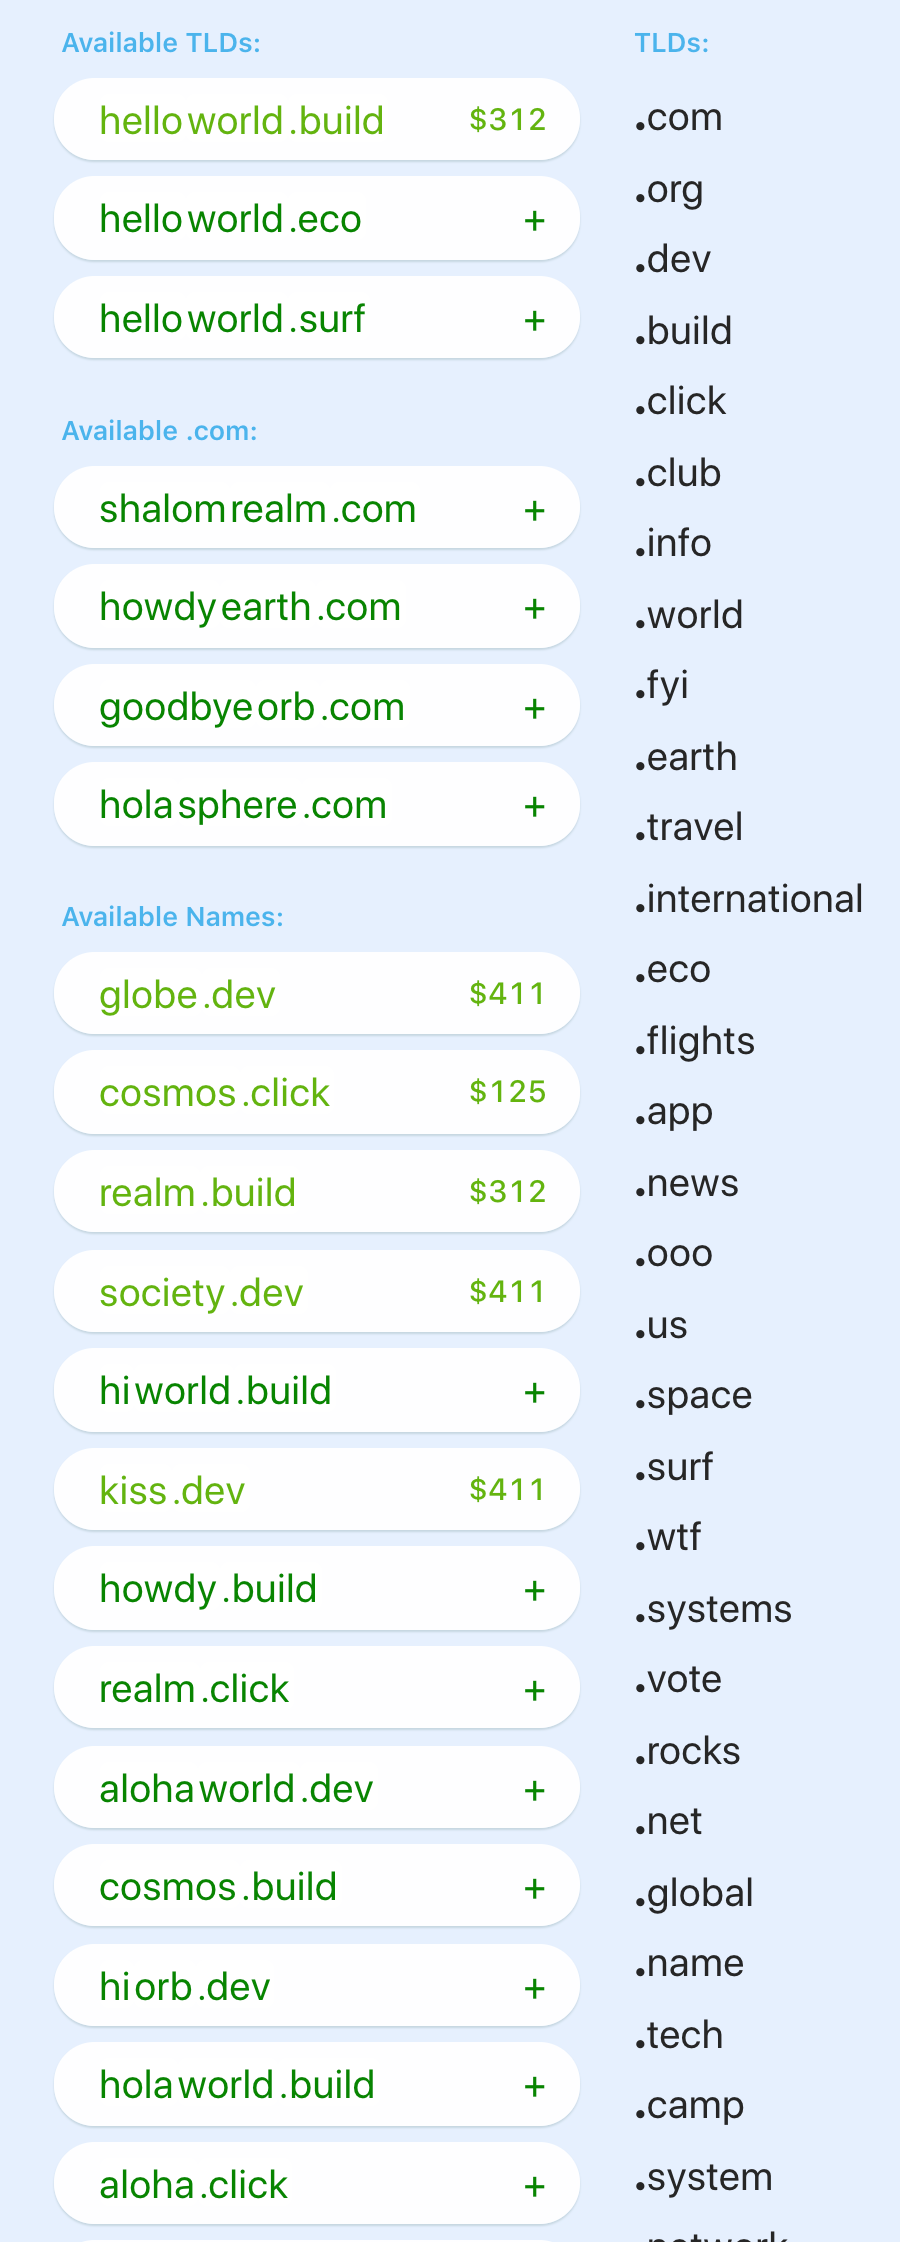 Available TLDs:
helloworld.build $312
helloworld.eco +
helloworld.surf +
Available .com:
shalomrealm.com +
howdyearth.com +
goodbyeorb.com +
holasphere.com +
Available Names:
globe.dev $411
cosmos.click $125
realm.build $312
society.dev $411
hiworld.build +
kiss.dev $411
howdy.build +
realm.click +
alohaworld.dev +
cosmos.build +
hiorb.dev +
holaworld.build +
aloha.click +
TLDs:
.com
.org
.dev
.build
.click
.club
.info
.world
.fyi
.earth
.travel
.international
.eco
.flights
.app
.news
.ooo
.us
.space
.surf
.wtf
.systems
.vote
.rocks
.net
.global
.name
.tech
.camp
.system
.network